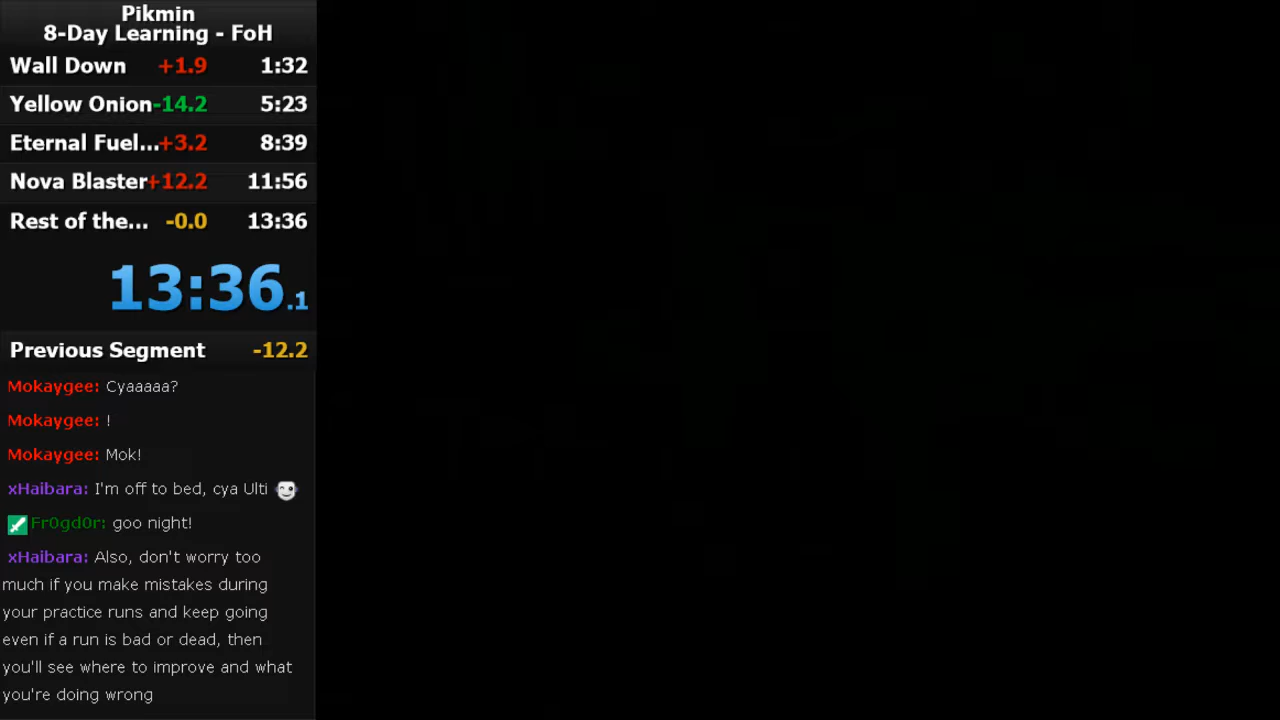 Pikmin
8-Day Learning - FoH
Wall Down +1.9 1:32
Yellow Onion -14.2 5:23
Eternal Fuel... +3.2 8:39
Nova Blaster +12.2 11:56
Rest of the... -0.0 13:36
13:36.1
Previous Segment -12.2
Mokaygee: Cyaaaaa?
Mokaygee: !
Mokaygee: Mok!
xHaibara: I'm off to bed, cya Ulti
Fr0gd0r: goo night!
xHaibara: Also, don't worry too
much if you make mistakes during
your practice runs and keep going
even if a run is bad or dead, then
you'll see where to improve and what
you're doing wrong